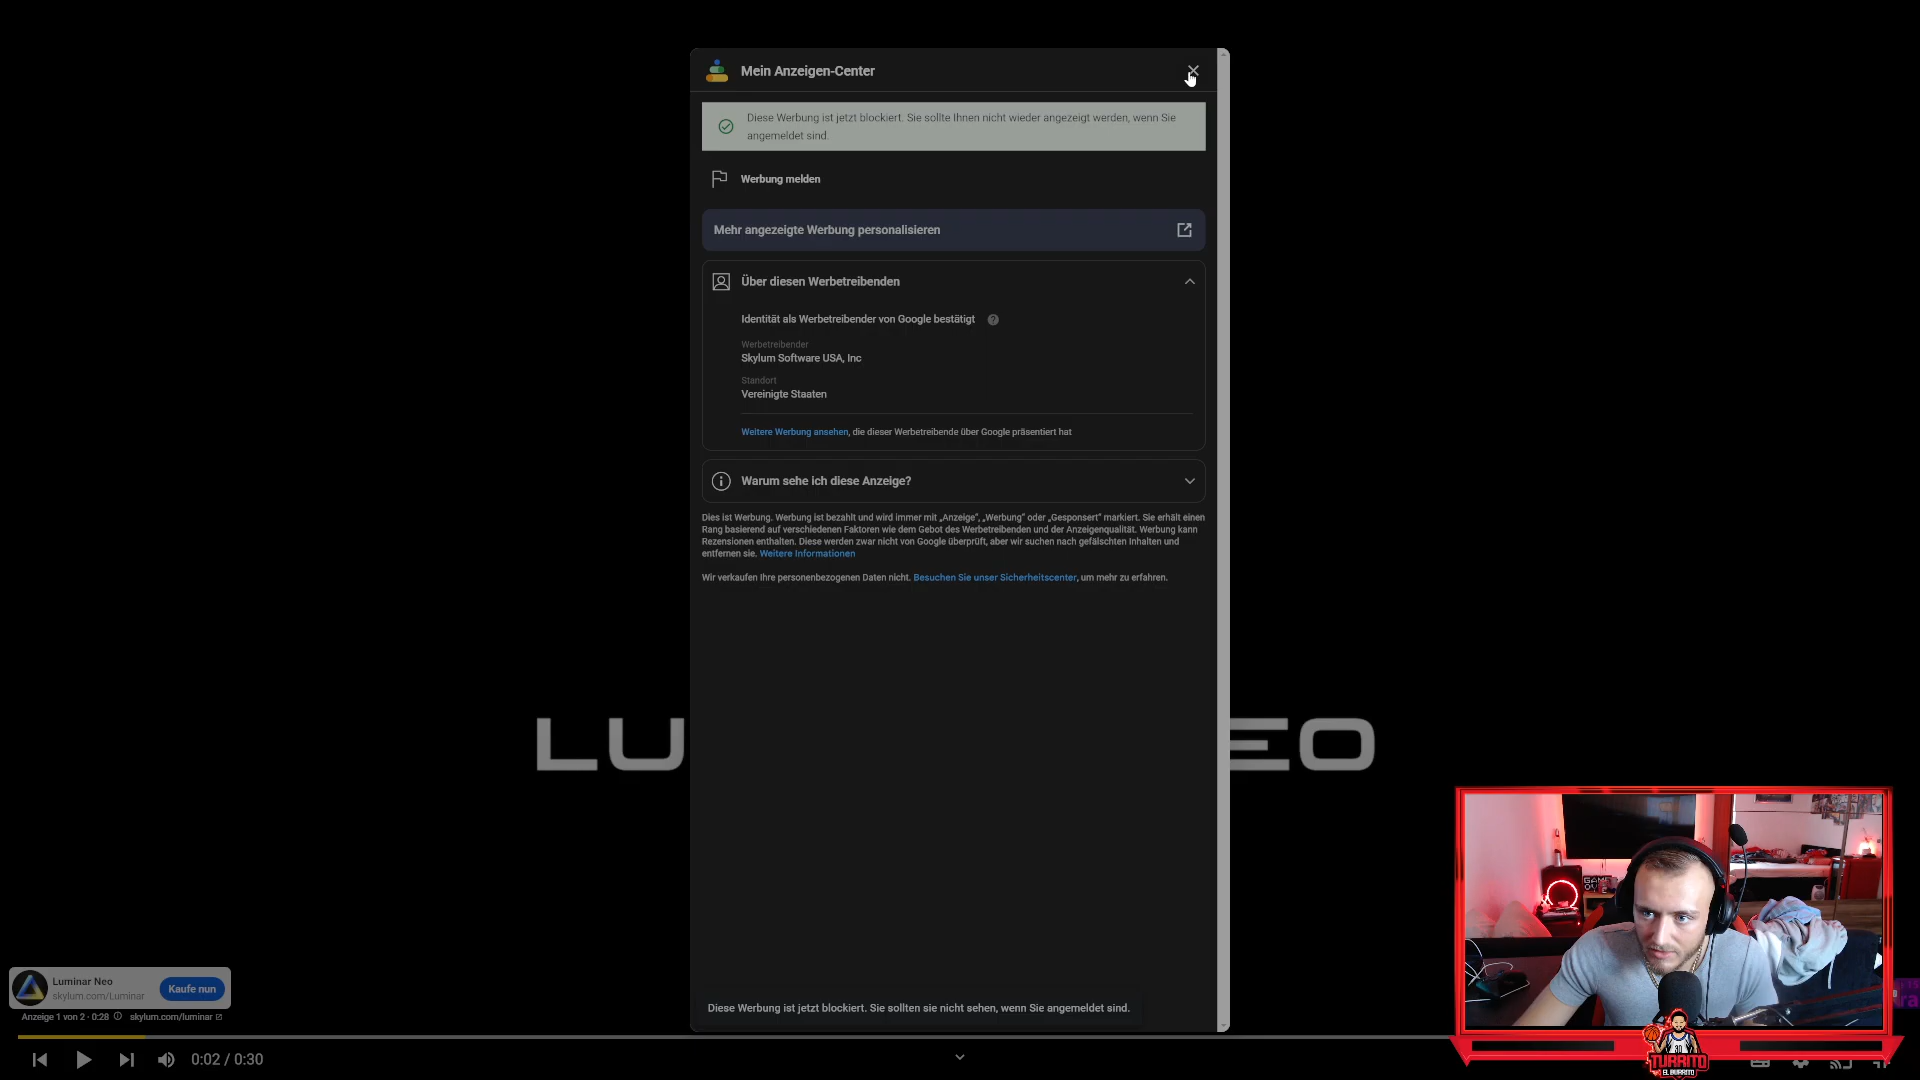 Mein Anzeigen-Center
Diese Werbung ist jetzt blockiert. Sie sollte Ihnen nicht wieder angezeigt werden, wenn Sie
angemeldet sind.
Werbung melden
Mehr angezeigte Werbung personalisieren
Über diesen Werbetreibenden
Identität als Werbetreibender von Google bestätigt
Werbetreibender
Skylum Software USA, Inc
Standort
Vereinigte Staaten
Weitere Werbung ansehen, die dieser Werbetreibende über Google präsentiert hat
Warum sehe ich diese Anzeige?
Dies ist Werbung. Werbung ist bezahlt und wird immer mit „Anzeige“, „Werbung“ oder „Gesponsert“ markiert. Sie erhält einen
Rang basierend auf verschiedenen Faktoren wie dem Gebot des Werbetreibenden und der Anzeigenqualität. Werbung kann
Rezensionen enthalten. Diese werden zwar nicht von Google überprüft, aber wir suchen nach gefälschten Inhalten und
entfernen sie. Weitere Informationen
Wir verkaufen Ihre personenbezogenen Daten nicht. Besuchen Sie unser Sicherheitscenter, um mehr zu erfahren.
LU EO
GAME
Luminar Neo
skylum.com/Luminar
Kaufe nun
Diese Werbung ist jetzt blockiert. Sie sollten sie nicht sehen, wenn Sie angemeldet sind.
Anzeige 1 von 2 · 0:28 skylum.com/luminar
0:02 / 0:30
30
TURRITO
EL BURRITO